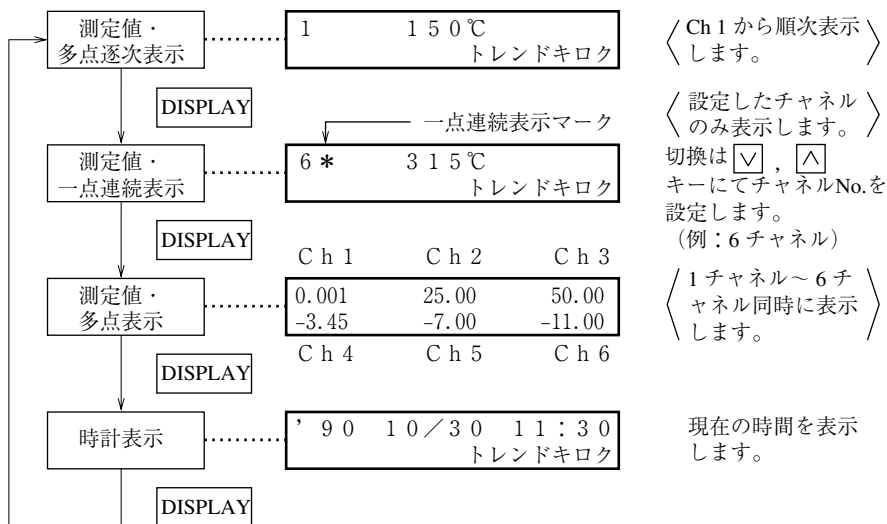 測定値・
多点逐次表示
1 150℃
トレンドキロク
Ch 1 から順次表示
します。
DISPLAY
一点連続表示マーク
設定したチャネル
のみ表示します。
測定値・
一点連続表示
6＊ 315℃
トレンドキロク
切換は ∨ , ∧
キーにてチャネルNo.を
設定します。
（例：6 チャネル）
DISPLAY
Ch1 Ch2 Ch3
測定値・
多点表示
0.001 25.00 50.00
−3.45 −7.00 −11.00
Ch4 Ch5 Ch6
1 チャネル～ 6 チ
ャネル同時に表示
します。
DISPLAY
時計表示
’90 10／30 11：30
トレンドキロク
現在の時間を表示
します。
DISPLAY